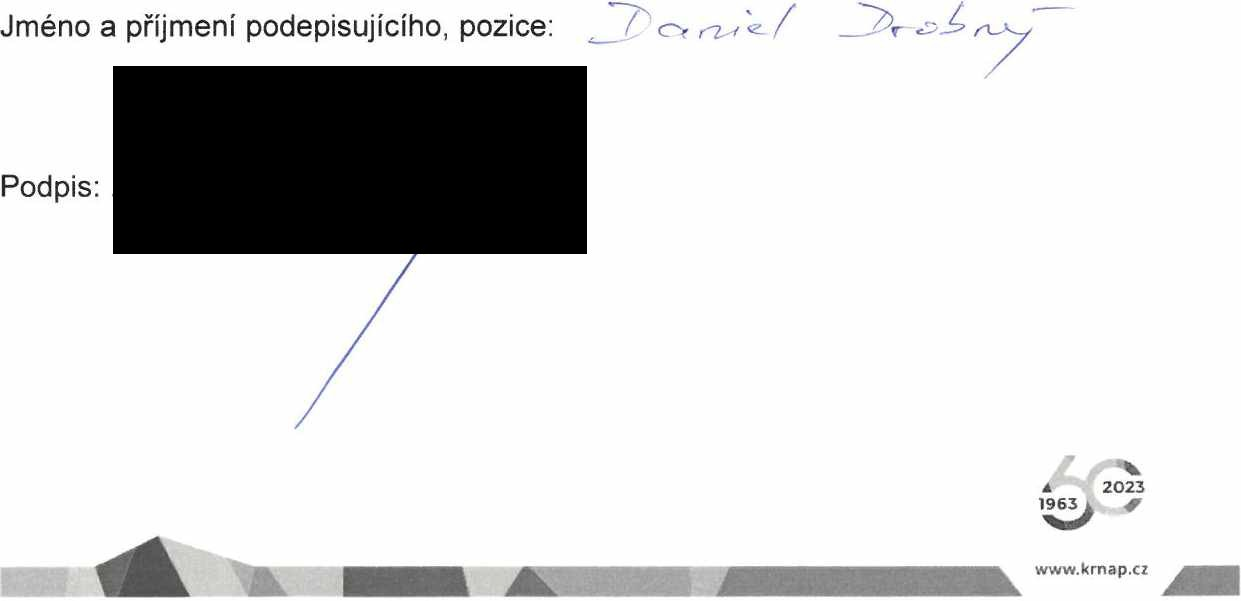 Jméno a příjmení podepisujícího, pozice: Daniel Drobný
Podpis:
1963 2023
www.krnap.cz